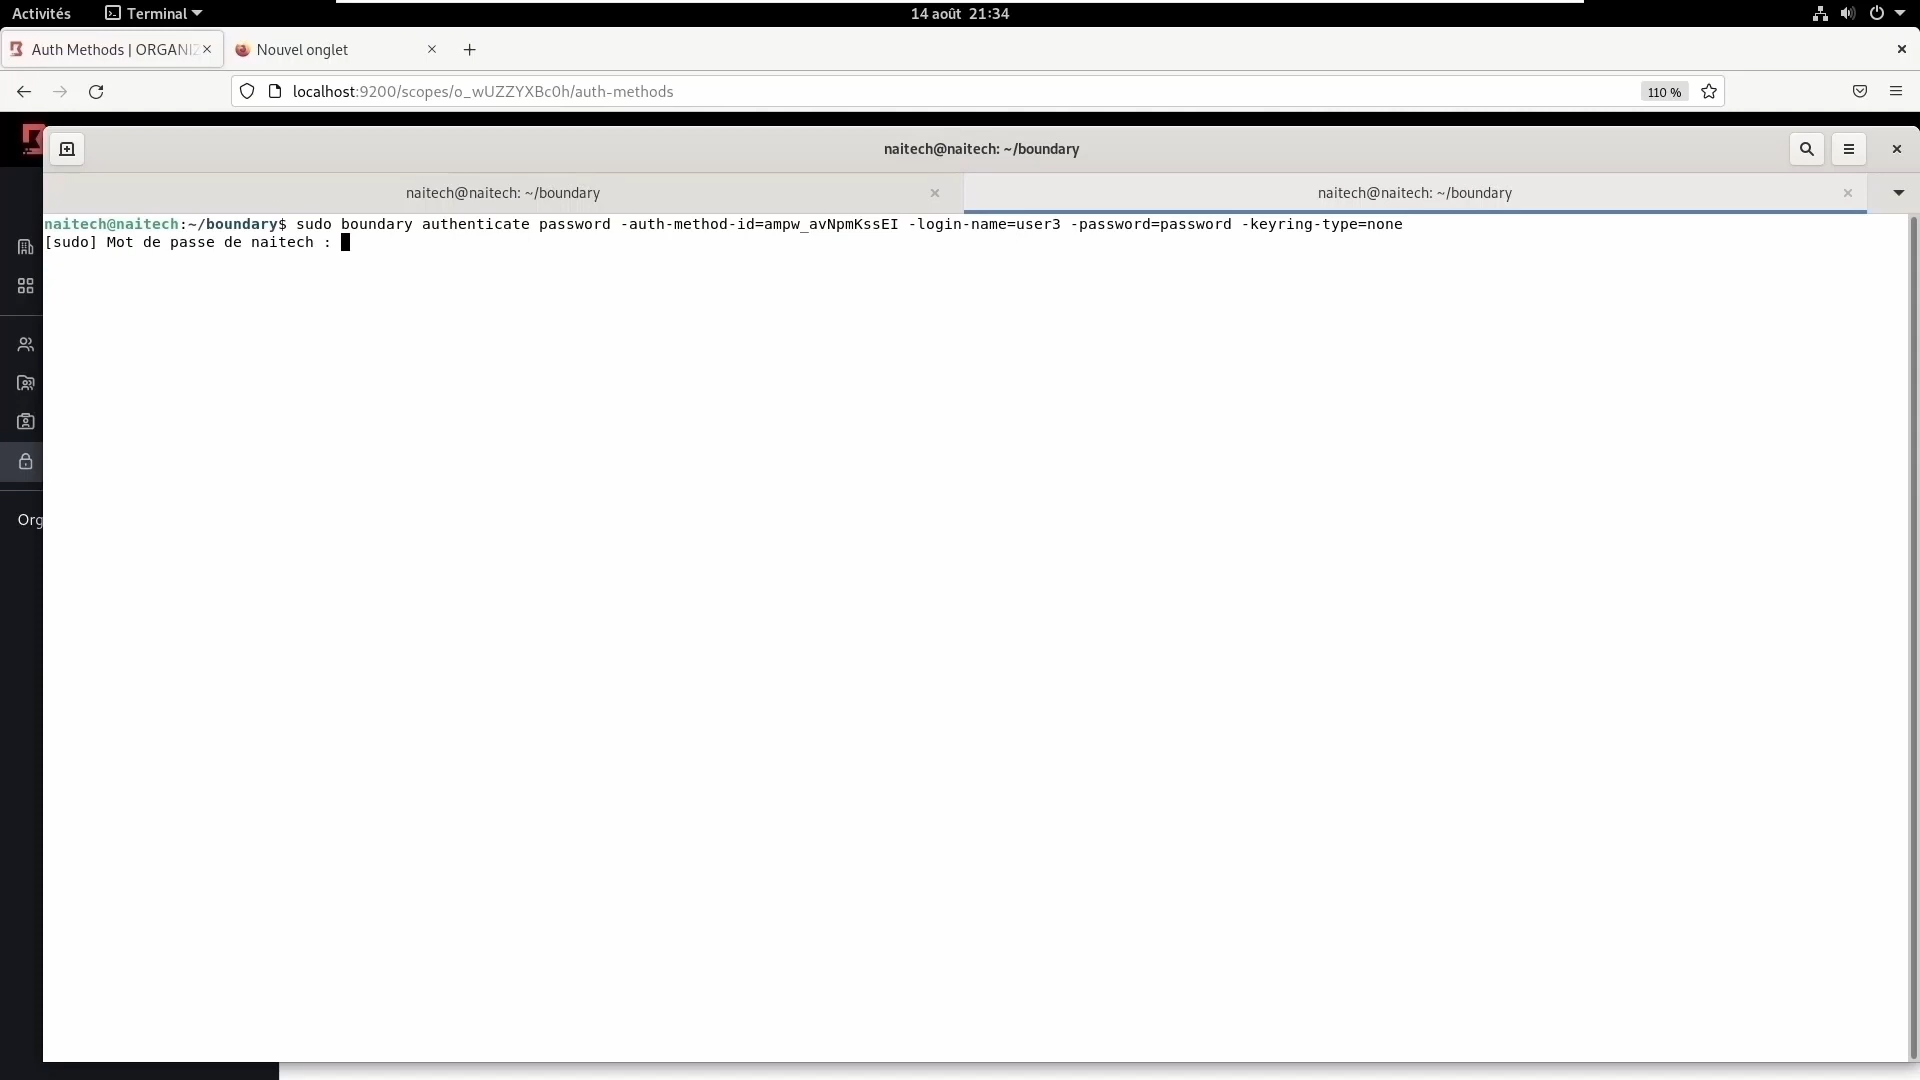 Activités
Terminal
14 août 21:34
Auth Methods | ORGANIZ
Nouvel onglet
localhost:9200/scopes/o_wUZZYXBc0h/auth-methods
110 %
naitech@naitech: ~/boundary
naitech@naitech: ~/boundary
naitech@naitech: ~/boundary
naitech@naitech:~/boundary$ sudo boundary authenticate password -auth-method-id=ampw_avNpmKssEI -login-name=user3 -password=password -keyring-type=none
[sudo] Mot de passe de naitech :
Org